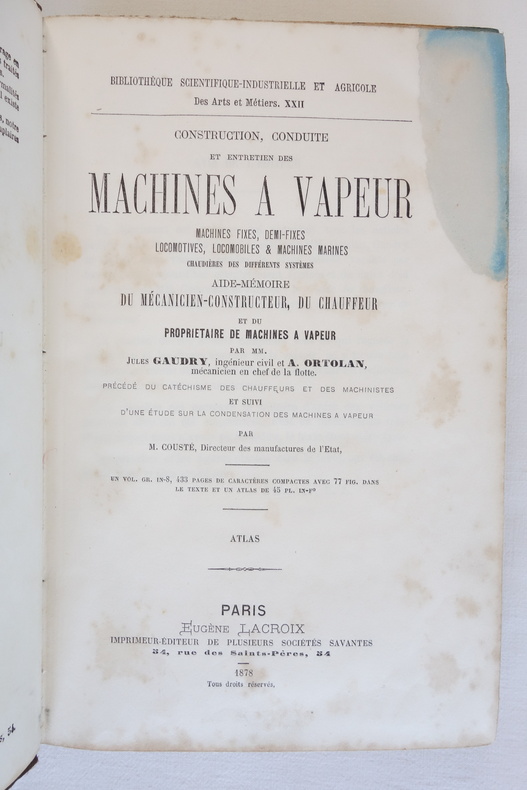 BIBLIOTHÈQUE SCIENTIFIQUE-INDUSTRIELLE ET AGRICOLE
Des Arts et Métiers. XXII
CONSTRUCTION, CONDUITE
ET ENTRETIEN DES
MACHINES A VAPEUR
MACHINES FIXES, DEMI-FIXES
LOCOMOTIVES, LOCOMOBILES & MACHINES MARINES
CHAUDIÈRES DES DIFFÉRENTS SYSTÈMES
AIDE-MÉMOIRE
DU MÉCANICIEN-CONSTRUCTEUR, DU CHAUFFEUR
ET DU
PROPRIETAIRE DE MACHINES A VAPEUR
PAR MM.
JULES GAUDRY, ingénieur civil et A. ORTOLAN,
mécanicien en chef de la flotte.
PRÉCÉDÉ DU CATÉCHISME DES CHAUFFEURS ET DES MACHINISTES
ET SUIVI
D'UNE ÉTUDE SUR LA CONDENSATION DES MACHINES A VAPEUR
PAR
M. COUSTÉ, Directeur des manufactures de l'Etat,
UN VOL. GR. IN-8, 433 PAGES DE CARACTÈRES COMPACTES AVEC 77 FIG. DANS
LE TEXTE ET UN ATLAS DE 45 PL. IN-Fº
ATLAS
PARIS
EUGÈNE LACROIX
IMPRIMEUR-ÉDITEUR DE PLUSIEURS SOCIÉTÉS SAVANTES
54, rue des Saints-Pères, 54
1878
Tous droits réservés.